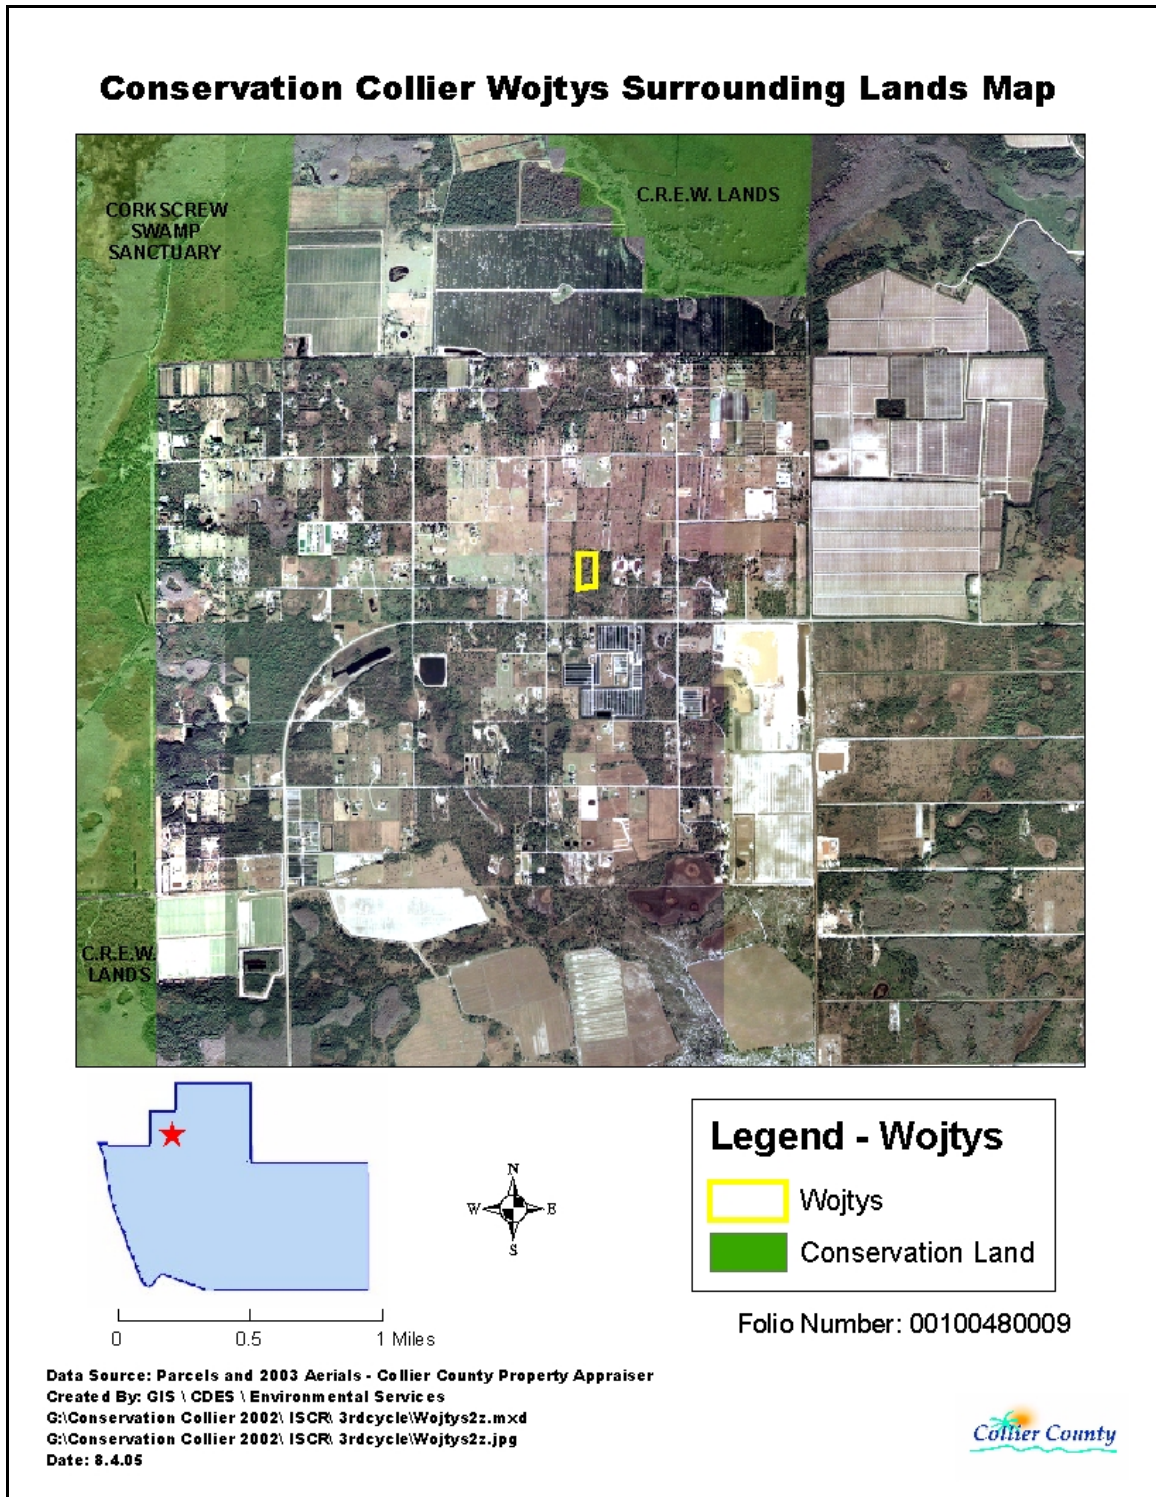 Conservation Collier Wojtys Surrounding Lands Map
CORKSCREW
SWAMP
SANCTUARY
C.R.E.W. LANDS
C.R.E.W.
LANDS
N
W
E
S
0
0.5
1 Miles
Legend - Wojtys
Wojtys
Conservation Land
Folio Number: 00100480009
Data Source: Parcels and 2003 Aerials - Collier County Property Appraiser
Created By: GIS \ CDES \ Environmental Services
G:\Conservation Collier 2002\ ISCR\ 3rdcycle\Wojtys2z.mxd
G:\Conservation Collier 2002\ ISCR\ 3rdcycle\Wojtys2z.jpg
Date: 8.4.05
Collier County